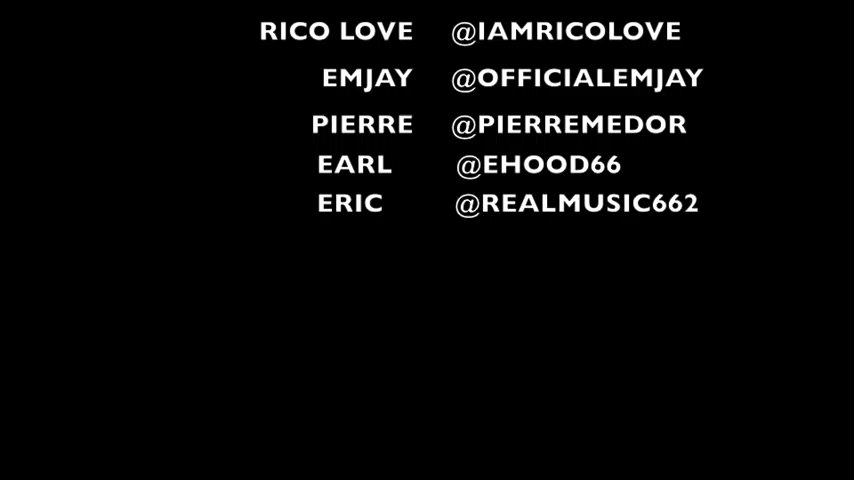 RICO LOVE @IAMRICOLOVE
EMJAY @OFFICIALEMJAY
PIERRE @PIERREMEDOR
EARL @EHOOD66
ERIC @REALMUSIC662